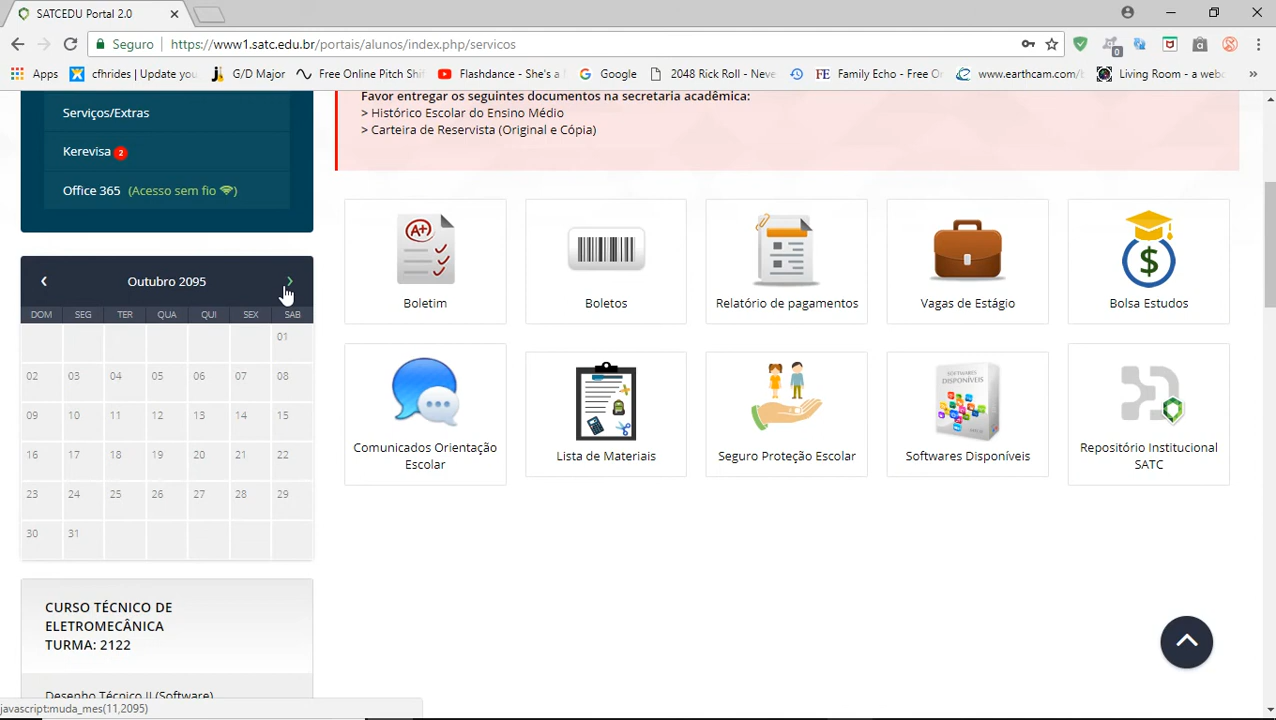 SATCEDU Portal 2.0
Seguro
https://www1.satc.edu.br/portais/alunos/index.php/servicos
0
Apps
cfhrides | Update you
G/D Major
Free Online Pitch Shi
Flashdance - She's a
Google
2048 Rick Roll - Neve
FE
Family Echo - Free O
www.earthcam.com/
Living Room - a web
Serviços/Extras
Kerevisa 2
Office 365 (Acesso sem fio)
Favor entregar os seguintes documentos na secretaria acadêmica:
> Histórico Escolar do Ensino Médio
> Carteira de Reservista (Original e Cópia)
Outubro 2095
DOM SEG TER QUA QUI SEX SAB
01
02 03 04 05 06 07 08
09 10 11 12 13 14 15
16 17 18 19 20 21 22
23 24 25 26 27 28 29
30 31
A+
Boletim
Boletos
Relatório de pagamentos
Vagas de Estágio
$
Bolsa Estudos
Comunicados Orientação
Escolar
Lista de Materiais
Seguro Proteção Escolar
SOFTWARES
DISPONÍVEIS
Softwares Disponíveis
Repositório Institucional
SATC
CURSO TÉCNICO DE
ELETROMECÂNICA
TURMA: 2122
Desenho Técnico II (Software)
javascript:muda_mes(11,2095)